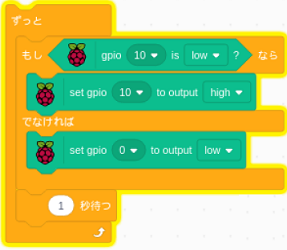 ずっと
もし gpio 10 is low ? なら
set gpio 10 to output high
でなければ
set gpio 0 to output low
1 秒待つ